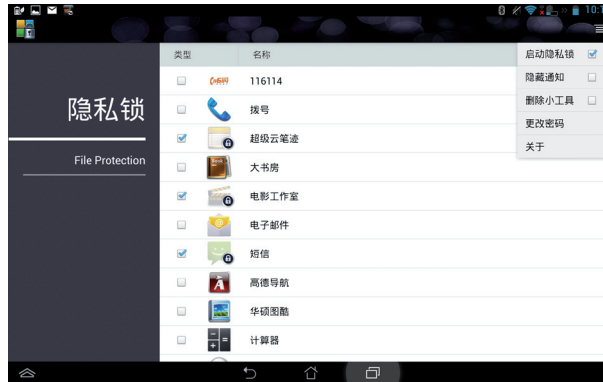 10:1
隐私锁
File Protection
类型 名称
116114
拨号
超级云笔迹
大书房
电影工作室
电子邮件
短信
高德导航
华硕图酷
计算器
启动隐私锁
隐藏通知
删除小工具
更改密码
关于